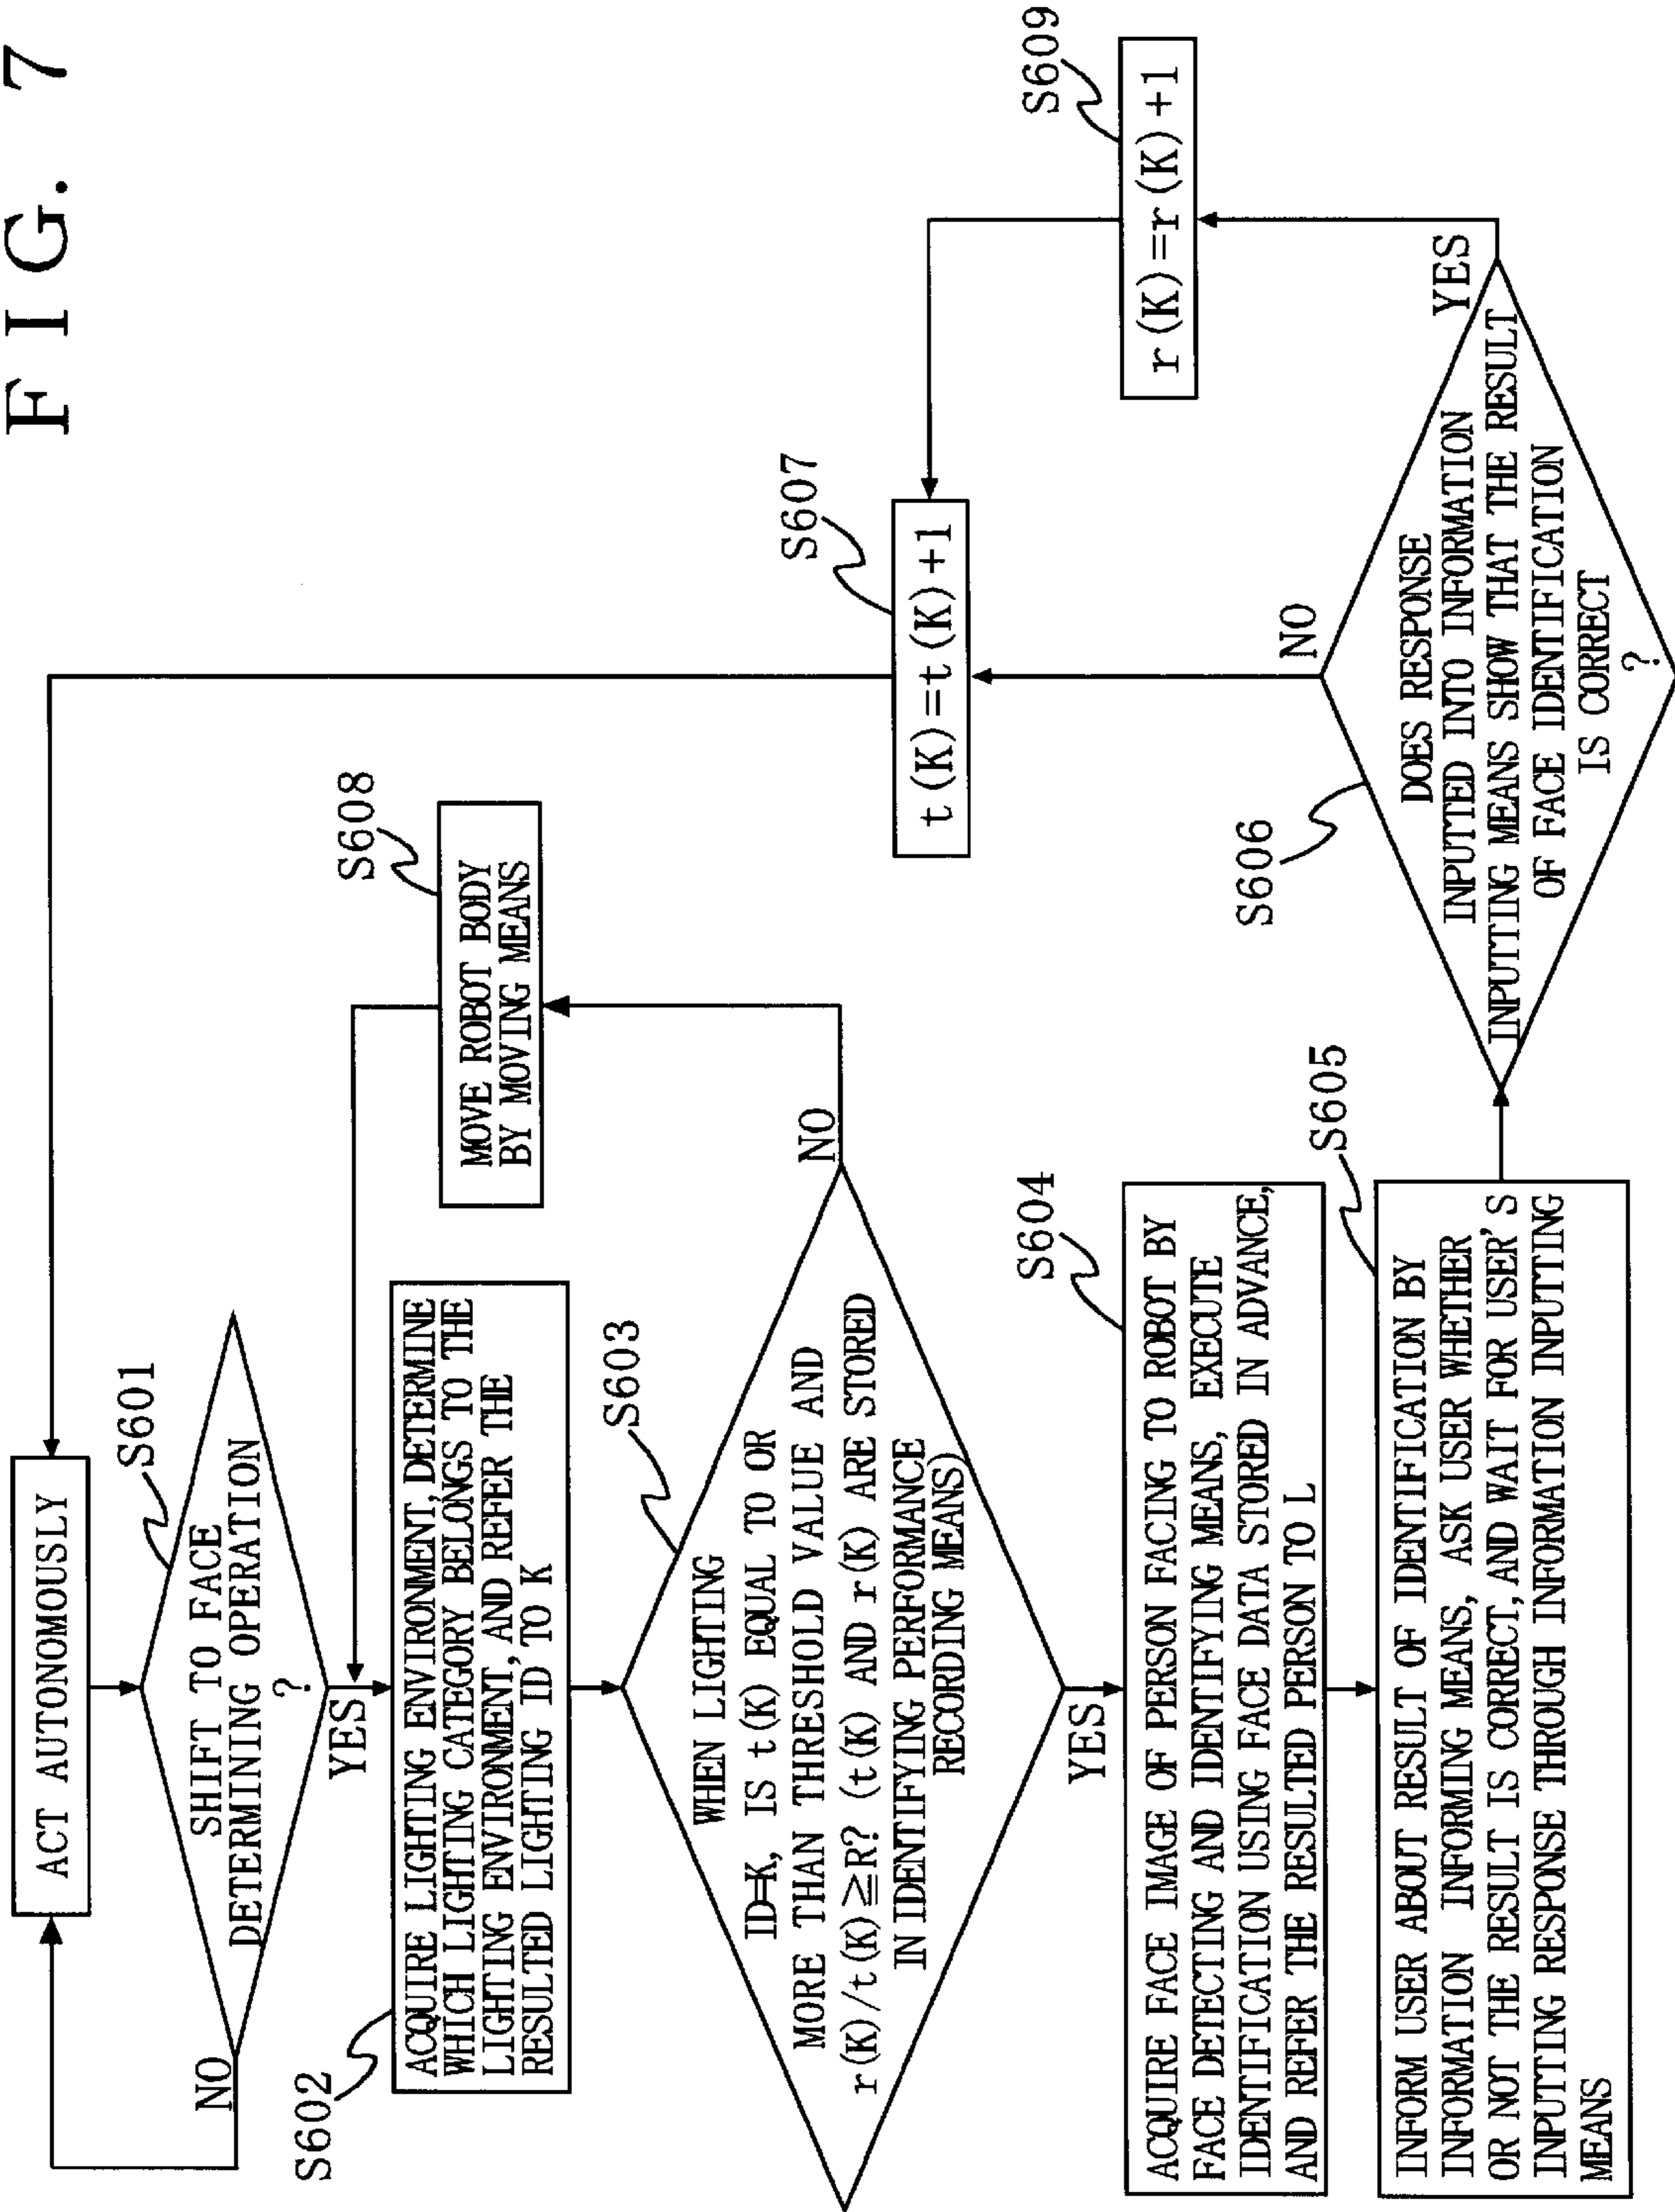 F I G. 7
ACT AUTONOMOUSLY
S601
SHIFT TO FACE
DETERMINING OPERATION
?
NO
YES
S602
ACQUIRE LIGHTING ENVIRONMENT, DETERMINE
WHICH LIGHTING CATEGORY BELONGS TO THE
LIGHTING ENVIRONMENT, AND REFER THE
RESULTED LIGHTING ID TO K
S608
MOVE ROBOT BODY
BY MOVING MEANS
S603
WHEN LIGHTING
ID=K, IS t(K) EQUAL TO OR
MORE THAN THRESHOLD VALUE AND
r(K)/t(K)≧R? (t(K) AND r(K) ARE STORED
IN IDENTIFYING PERFORMANCE
RECORDING MEANS)
NO
YES
S604
ACQUIRE FACE IMAGE OF PERSON FACING TO ROBOT BY
FACE DETECTING AND IDENTIFYING MEANS, EXECUTE
IDENTIFICATION USING FACE DATA STORED IN ADVANCE,
AND REFER THE RESULTED PERSON TO L
S605
INFORM USER ABOUT RESULT OF IDENTIFICATION BY
INFORMATION INFORMING MEANS, ASK USER WHETHER
OR NOT THE RESULT IS CORRECT, AND WAIT FOR USER'S
INPUTTING RESPONSE THROUGH INFORMATION INPUTTING
MEANS
S606
DOES RESPONSE
INPUTED INTO INFORMATION
INPUTTING MEANS SHOW THAT THE RESULT
OF FACE IDENTIFICATION
IS CORRECT
?
NO
YES
S607
t(K)=t(K)+1
S609
r(K)=r(K)+1